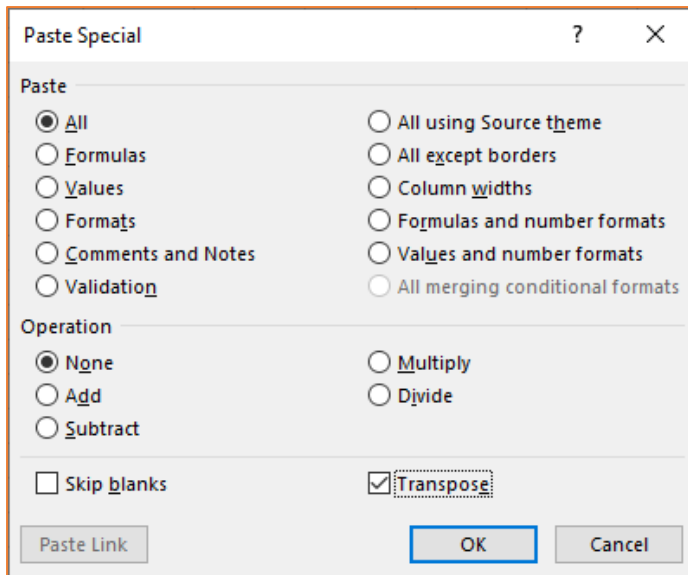 Paste Special ? ×
Paste
All
All using Source theme
Formulas
All except borders
Values
Column widths
Formats
Formulas and number formats
Comments and Notes
Values and number formats
Validation
All merging conditional formats
Operation
None
Multiply
Add
Divide
Subtract
Skip blanks
Transpose
Paste Link
OK
Cancel